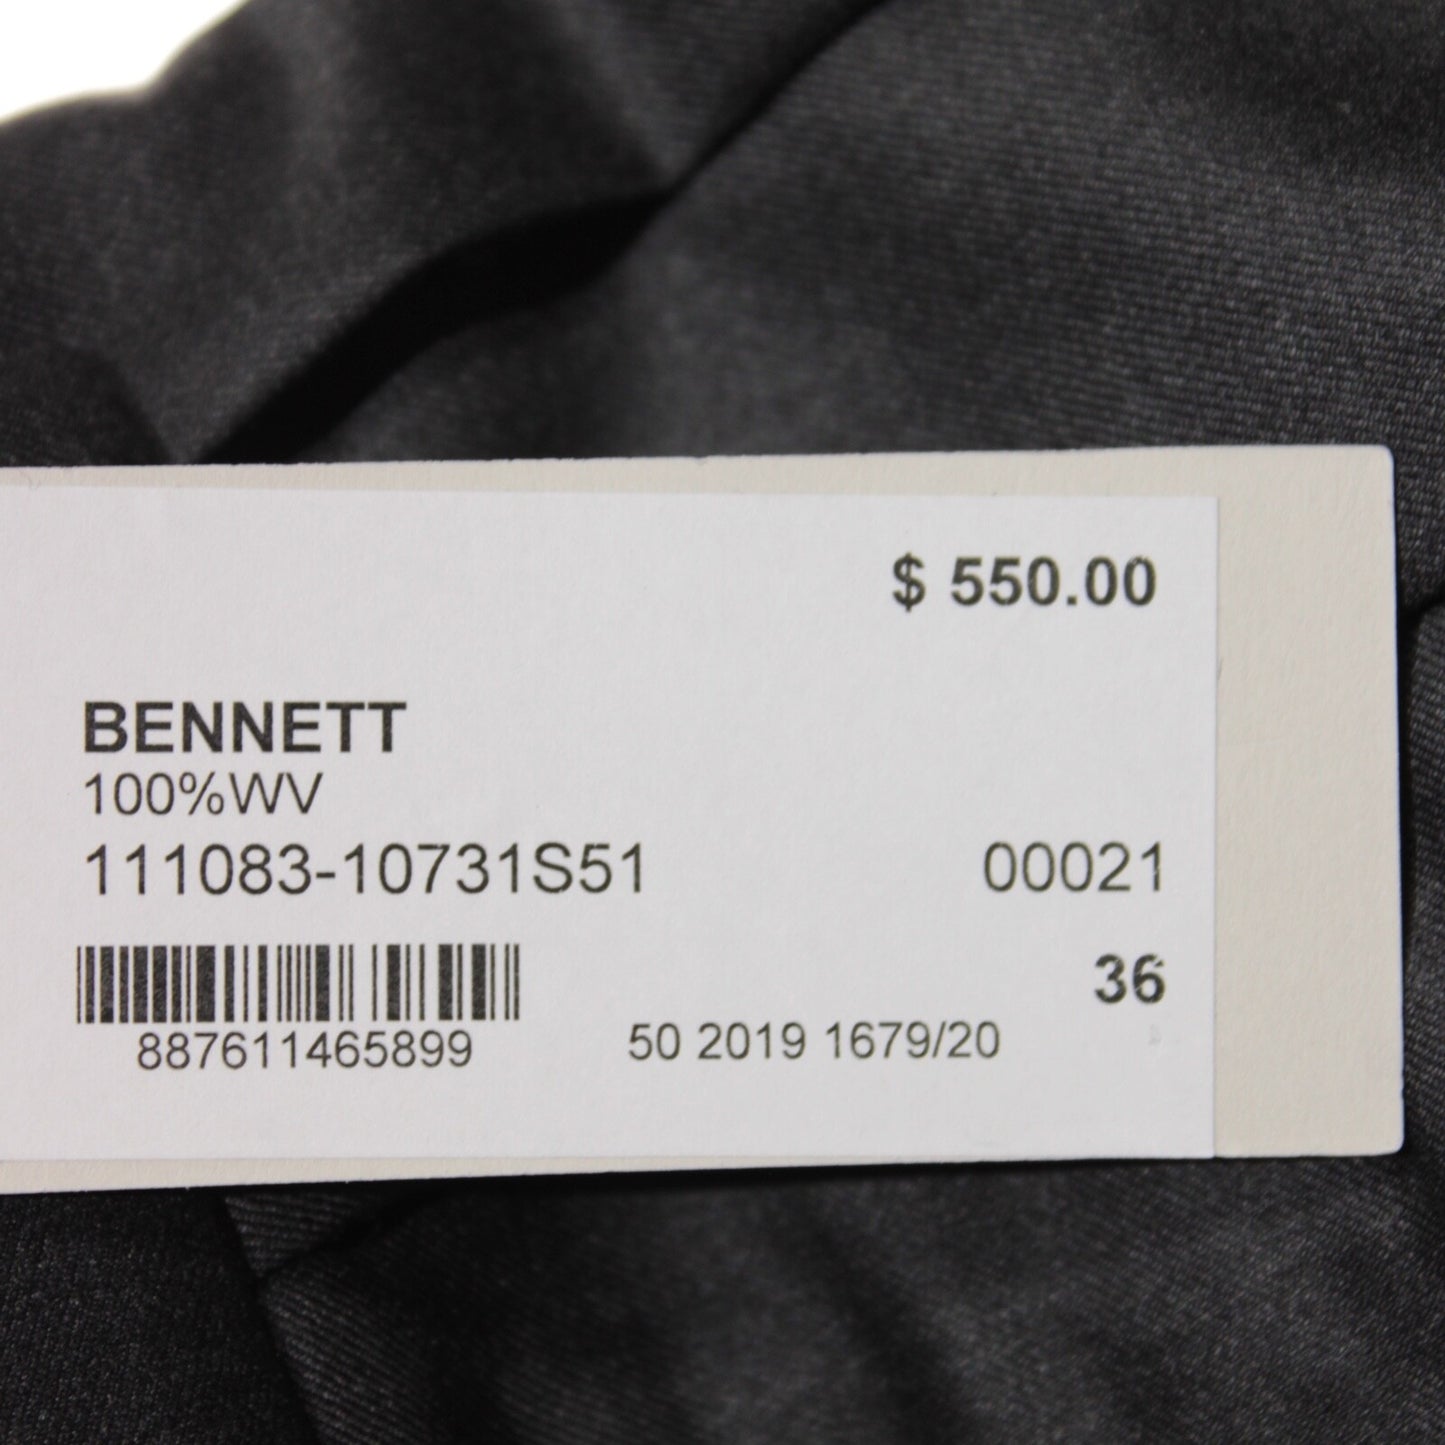 $ 550.00
BENNETT
100%WV
111083-10731S51 00021
36
887611465899 50 2019 1679/20